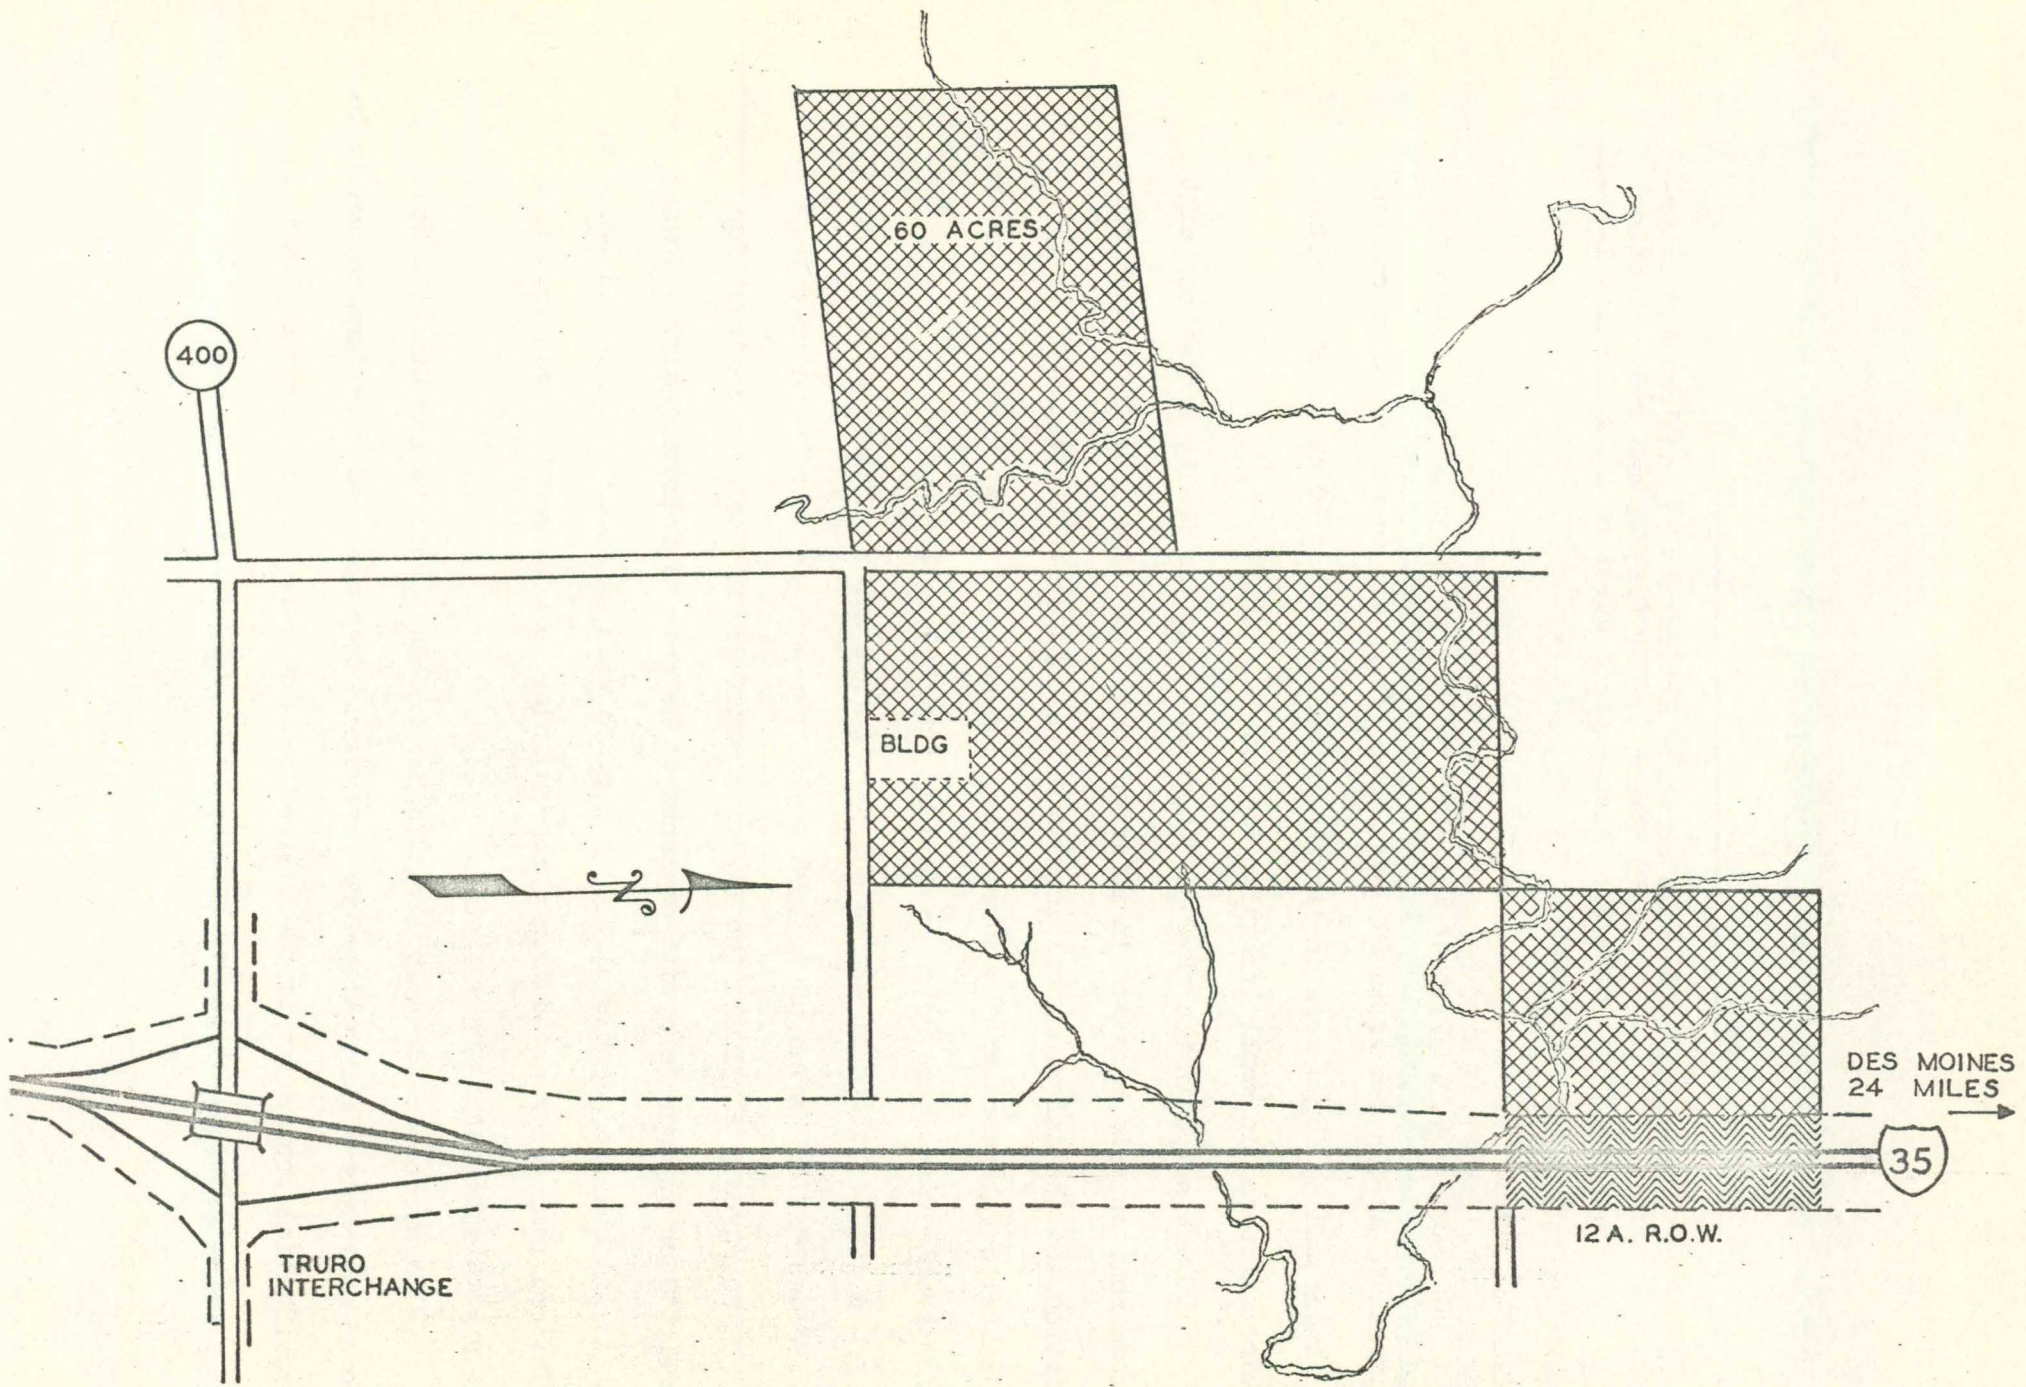 60 ACRES
400
BLDG
DES MOINES
24 MILES
35
12 A. R.O.W.
TRURO
INTERCHANGE